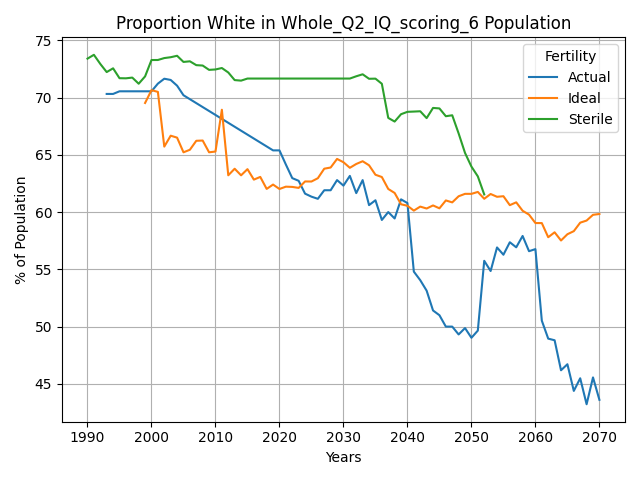 Proportion White in Whole_Q2_IQ_scoring_6 Population
Fertility
Actual
Ideal
Sterile
% of Population
75
70
65
60
55
50
45
1990 2000 2010 2020 2030 2040 2050 2060 2070
Years